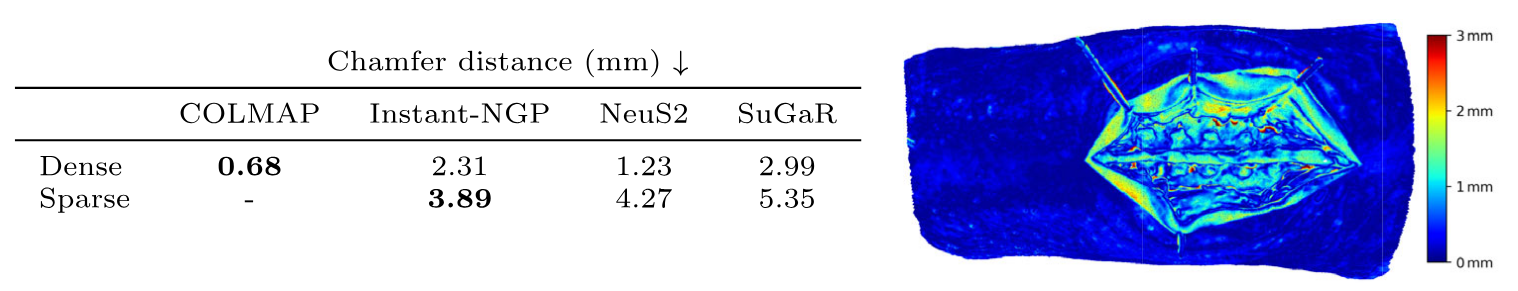 Chamfer distance (mm) ↓
COLMAP Instant-NGP NeuS2 SuGaR
Dense 0.68 2.31 1.23 2.99
Sparse - 3.89 4.27 5.35
3 mm
2 mm
1 mm
0 mm